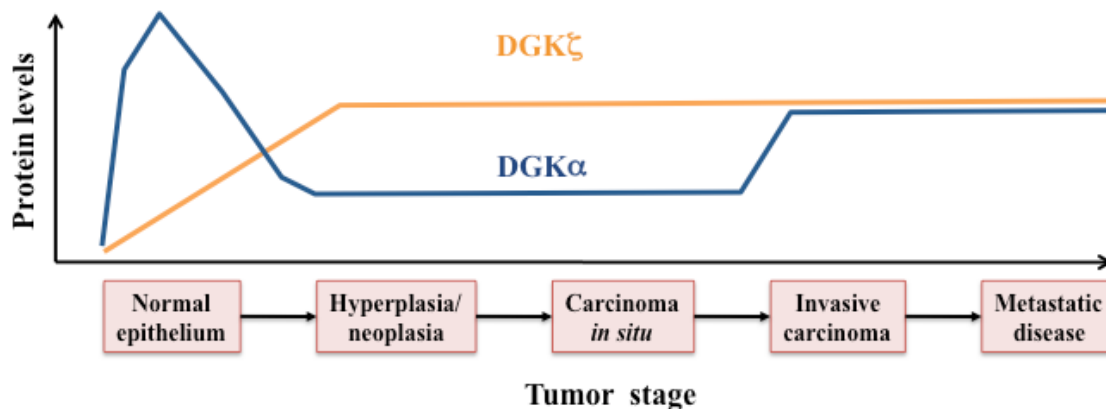 Protein levels
DGKζ
DGKα
Normal
epithelium
Hyperplasia/
neoplasia
Carcinoma
in situ
Invasive
carcinoma
Metastatic
disease
Tumor stage